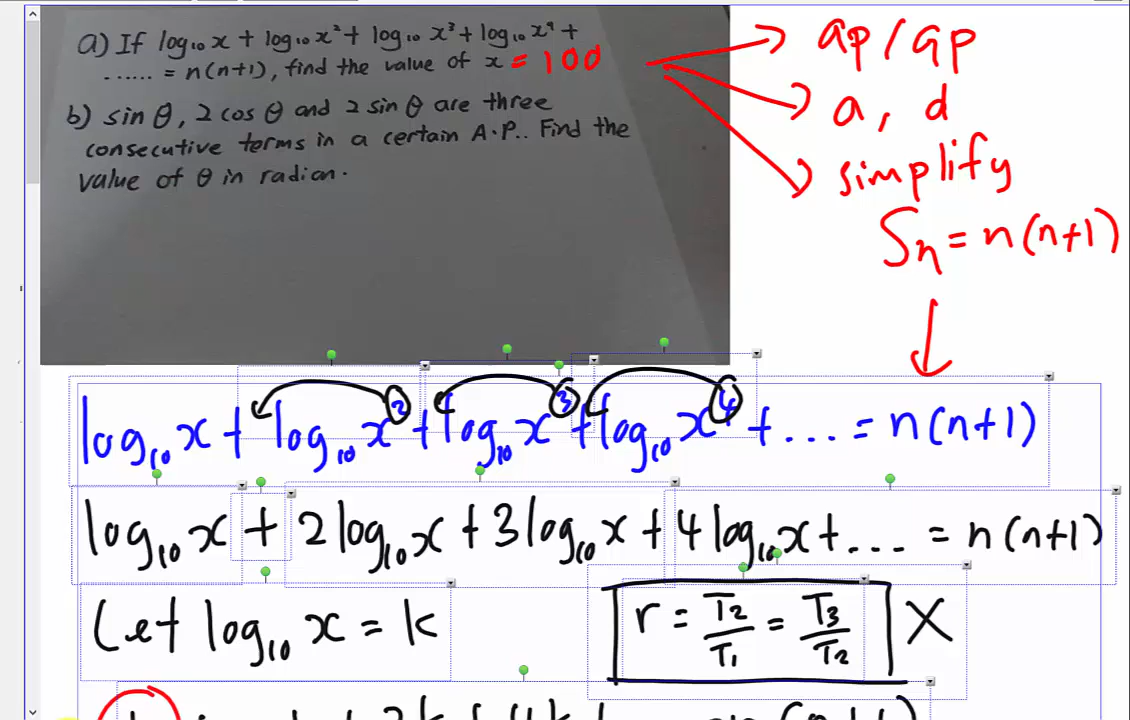 a) If log₁₀ x + log₁₀ x² + log₁₀ x³ + log₁₀ x⁴ +
...... = n(n+1), find the value of x = 100
b) sin θ, 2 cos θ and 2 sin θ are three
consecutive terms in a certain A.P.. Find the
value of θ in radian.
ap / gp
a, d
simplify
Sn = n(n+1)
log₁₀ x + log₁₀ x² + log₁₀ x³ + log₁₀ x⁴ + ... = n(n+1)
log₁₀ x + 2 log₁₀ x + 3 log₁₀ x + 4 log₁₀ x + ... = n(n+1)
Let log₁₀ x = k
r = T₂/T₁ = T₃/T₂ X